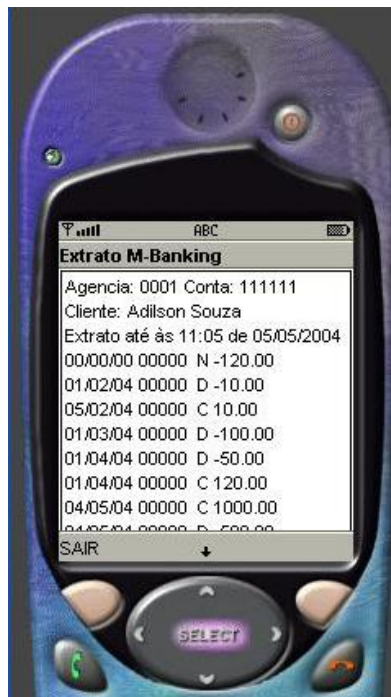 ABC
Extrato M-Banking
Agencia: 0001 Conta: 111111
Cliente: Adilson Souza
Extrato até às 11:05 de 05/05/2004
00/00/00 00000 N -120.00
01/02/04 00000 D -10.00
05/02/04 00000 C 10.00
01/03/04 00000 D -100.00
01/04/04 00000 D -50.00
01/04/04 00000 C 120.00
04/05/04 00000 C 1000.00
SAIR
SELECT